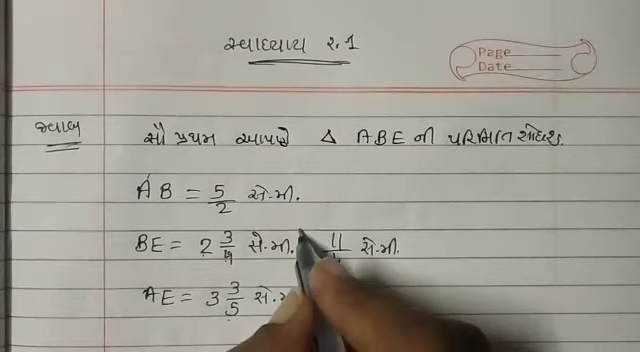 સ્વાધ્યાય ૨.1
Page
Date
જવાબ
સૌ પ્રથમ આપણે Δ ABE ની પરિમિતિ શોધીશું.
AB = 5/2 સે.મી.
BE = 2 3/4 સે.મી. 11/4 સે.મી.
AE = 3 3/5 સે.મી